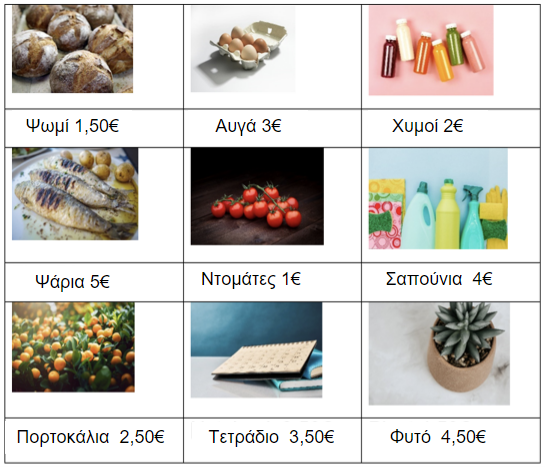 Ψωμί 1,50€
Αυγά 3€
Χυμοί 2€
Ψάρια 5€
Ντομάτες 1€
Σαπούνια 4€
Πορτοκάλια 2,50€
Τετράδιο 3,50€
Φυτό 4,50€